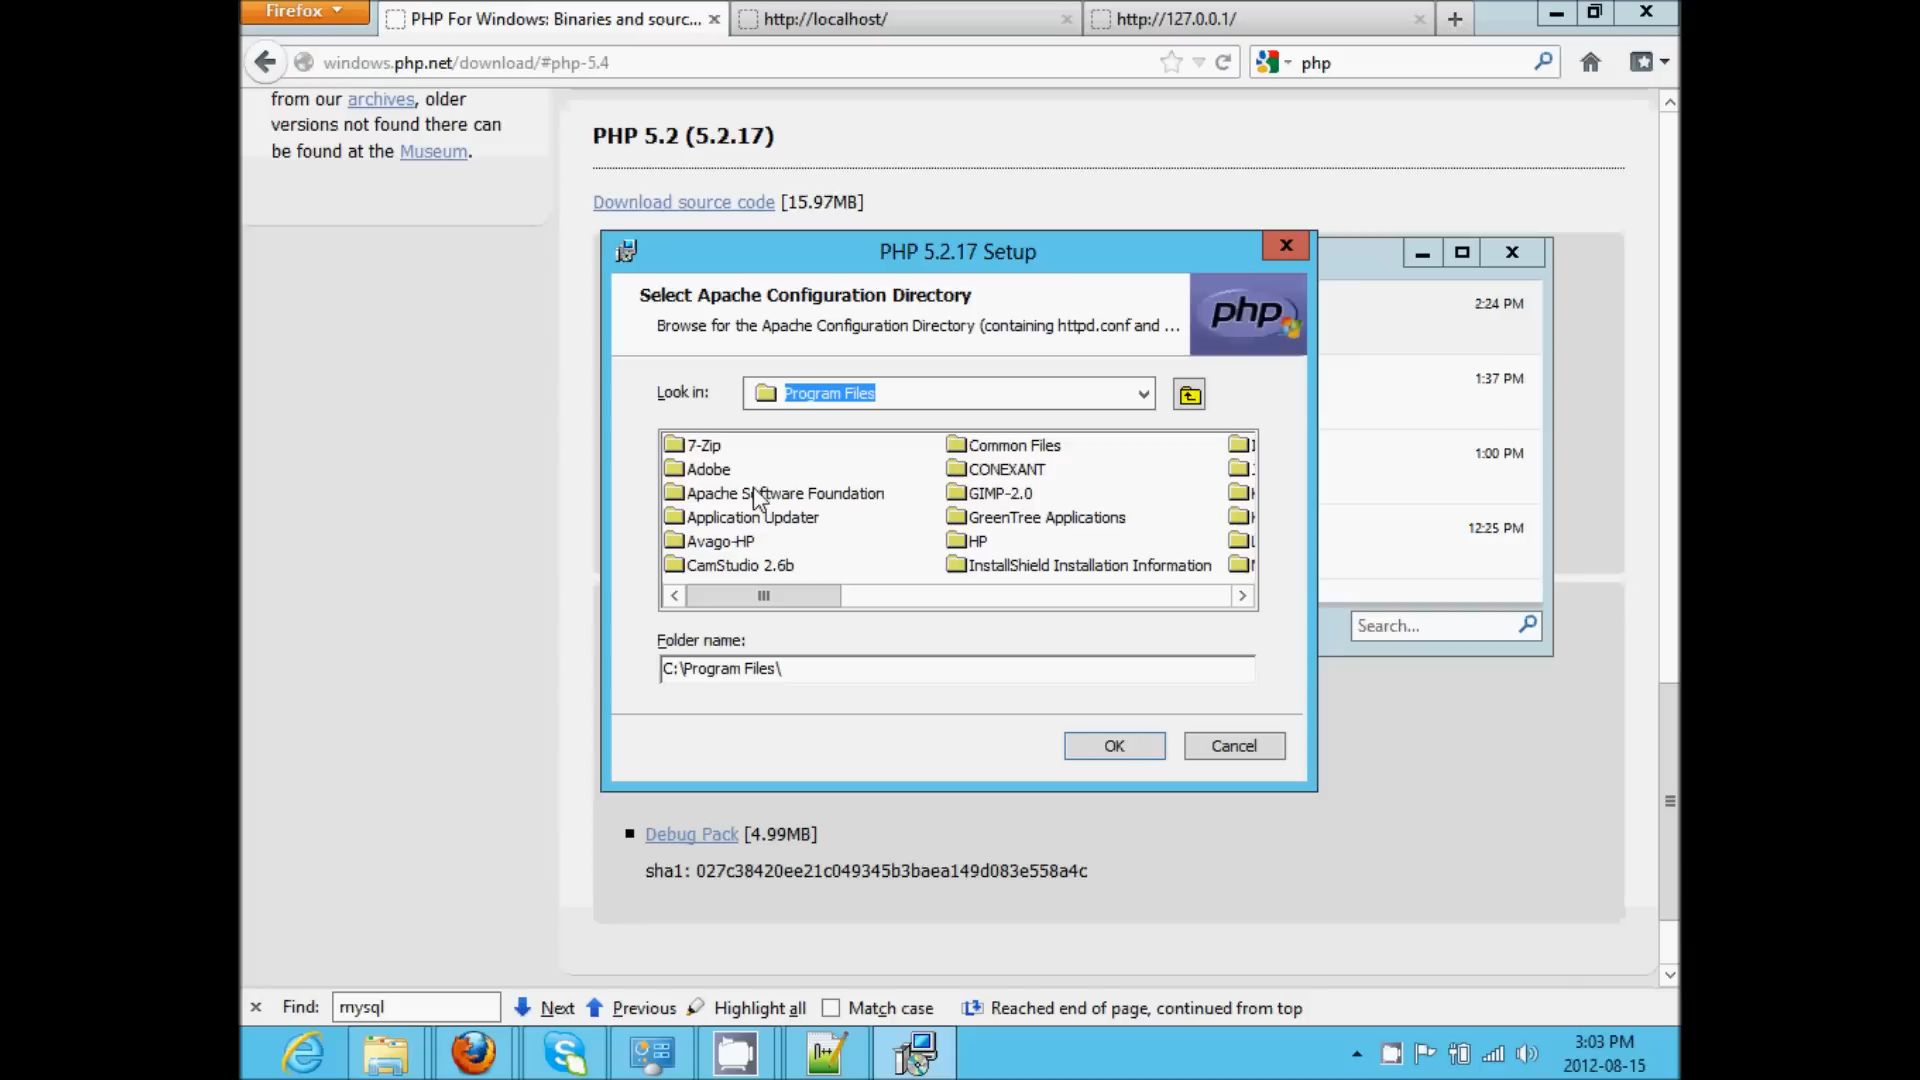 Firefox
PHP For Windows: Binaries and sourc...
http://localhost/
http://127.0.0.1/
windows.php.net/download/#php-5.4
php
from our archives, older
versions not found there can
be found at the Museum.
PHP 5.2 (5.2.17)
Download source code [15.97MB]
PHP 5.2.17 Setup
Select Apache Configuration Directory
Browse for the Apache Configuration Directory (containing httpd.conf and ...
php
Look in:
Program Files
7-Zip
Adobe
Apache Software Foundation
Application Updater
Avago-HP
CamStudio 2.6b
Common Files
CONEXANT
GIMP-2.0
GreenTree Applications
HP
InstallShield Installation Information
Folder name:
C:\Program Files\
OK
Cancel
2:24 PM
1:37 PM
1:00 PM
12:25 PM
Search...
Debug Pack [4.99MB]
sha1: 027c38420ee21c049345b3baea149d083e558a4c
Find:
mysql
Next
Previous
Highlight all
Match case
Reached end of page, continued from top
3:03 PM
2012-08-15